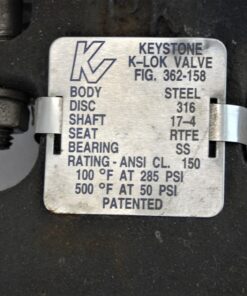 KEYSTONE
K-LOK VALVE
FIG. 362-158
BODY STEEL
DISC 316
SHAFT 17-4
SEAT RTFE
BEARING SS
RATING - ANSI CL. 150
100 °F AT 285 PSI
500 °F AT 50 PSI
PATENTED